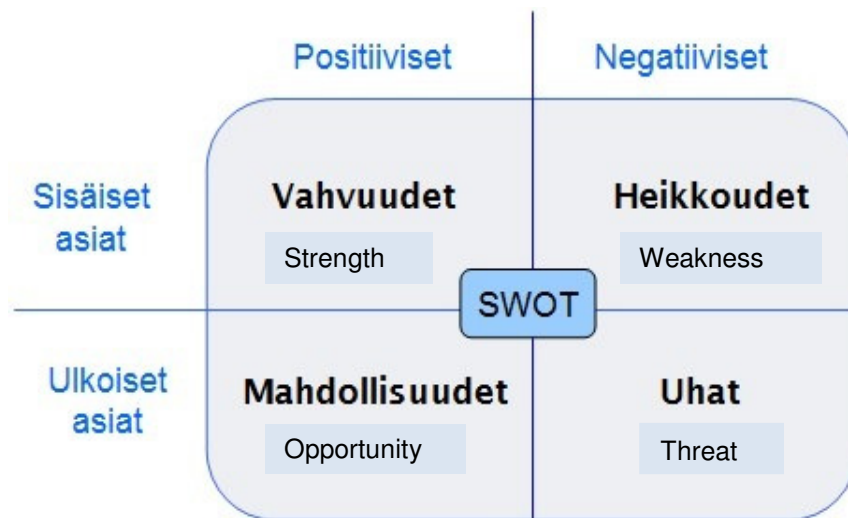 Positiiviset Negatiiviset
Sisäiset
asiat
Vahvuudet Heikkoudet
Strength Weakness
SWOT
Ulkoiset
asiat
Mahdollisuudet Uhat
Opportunity Threat